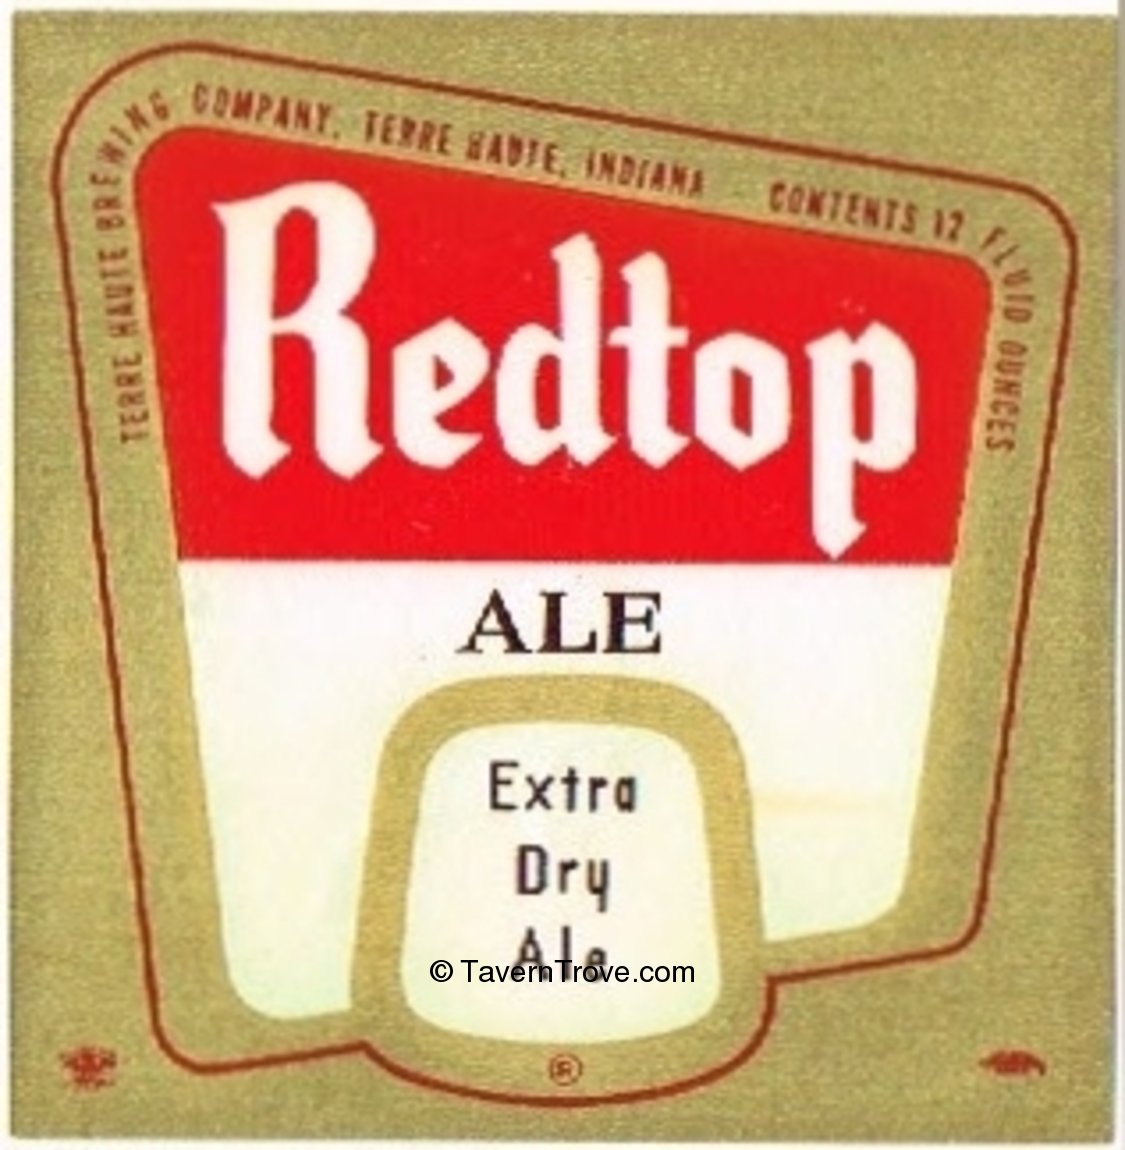 TERRE HAUTE BREWING COMPANY, TERRE HAUTE, INDIANA CONTENTS 12 FLUID OUNCES
Redtop
ALE
Extra
Dry
Ale
© TavernTrove.com
®